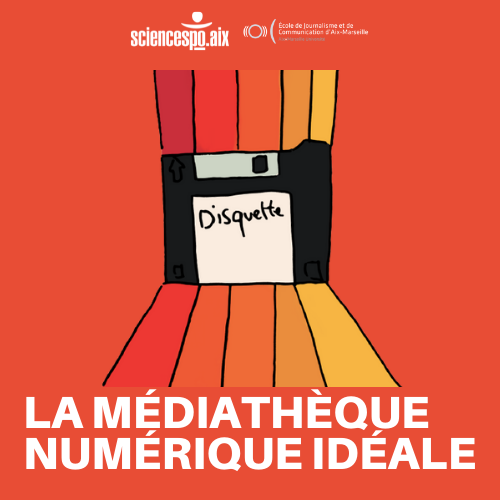 sciencespo.aix
École de Journalisme et de
Communication d'Aix-Marseille
Disquette
LA MÉDIATHÈQUE
NUMÉRIQUE IDÉALE